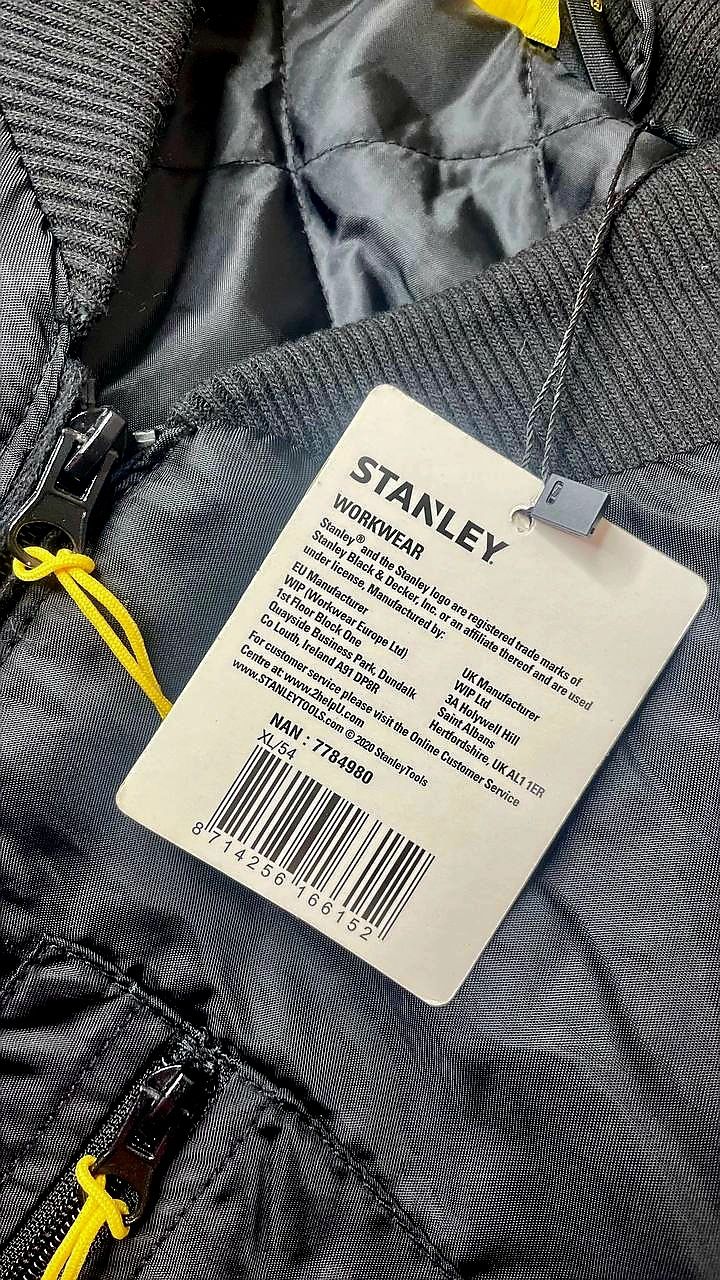 STANLEY
WORKWEAR
Stanley® and the Stanley logo are registered trade marks of
Stanley Black & Decker, Inc. or an affiliate thereof and are used
under license. Manufactured by:
EU Manufacturer
WIP (Workwear Europe Ltd)
1st Floor Block One
Quayside Business Park, Dundalk
Co Louth, Ireland A91 DP8R
UK Manufacturer
WIP Ltd
3A Holywell Hill
Saint Albans
Hertfordshire, UK AL1 1ER
For customer service please visit the Online Customer Service
Centre at: www.2helpU.com
www.STANLEYTOOLS.com © 2020 StanleyTools
NAN : 7784980
XL/54
8 714256 166152